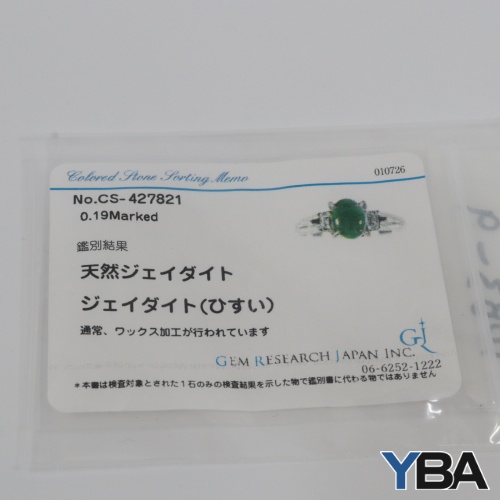 Colored Stone Sorting Memo
010726
No.CS-427821
0.19Marked
鑑別結果
天然ジェイダイト
ジェイダイト(ひすい)
通常、ワックス加工が行われています
GEM RESEARCH JAPAN INC.
06-6252-1222
*本書は検査対象とされた1石のみの検査結果を示した物で鑑別書に代わる物ではありません
YBA